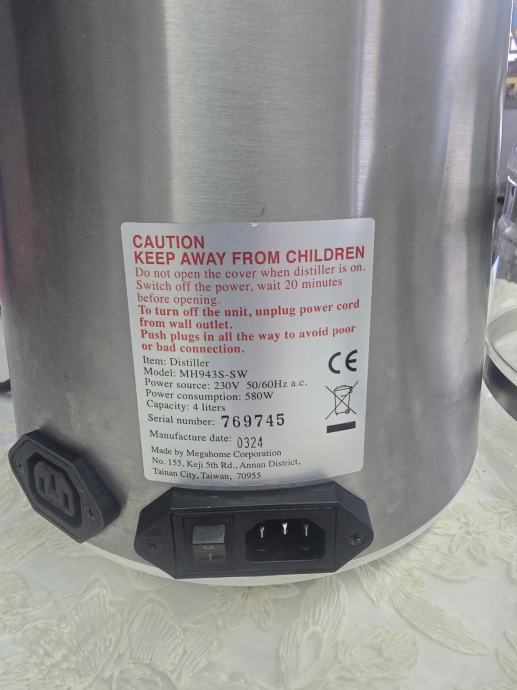 CAUTION
KEEP AWAY FROM CHILDREN
Do not open the cover when distiller is on.
Switch off the power, wait 20 minutes
before opening.
To turn off the unit, unplug power cord
from wall outlet.
Push plugs in all the way to avoid poor
or bad connection.
Item: Distiller
Model: MH943S-SW
Power source: 230V 50/60Hz a.c.
Power consumption: 580W
Capacity: 4 liters
Serial number: 769745
Manufacture date: 0324
Made by Megahome Corporation
No. 155, Keji 5th Rd., Annan District,
Tainan City, Taiwan, 70955
CE